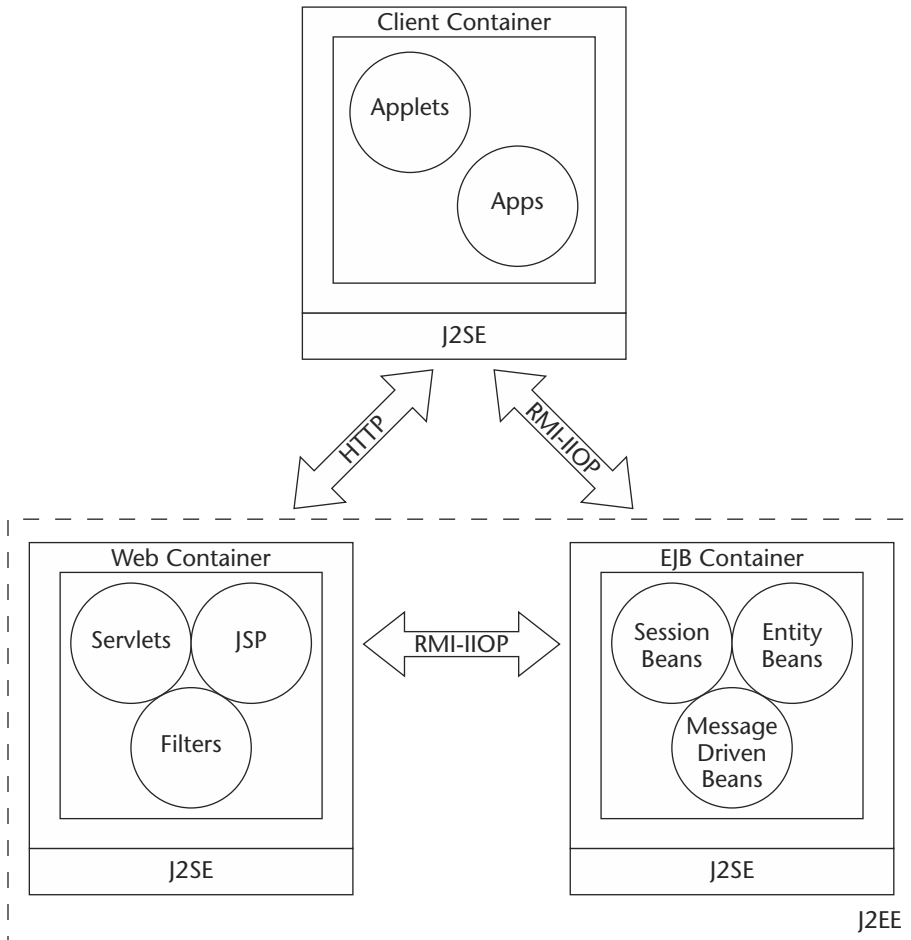 Client Container
Applets
Apps
J2SE
HTTP
RMI-IIOP
Web Container
Servlets
JSP
Filters
J2SE
RMI-IIOP
EJB Container
Session
Beans
Entity
Beans
Message
Driven
Beans
J2SE
J2EE